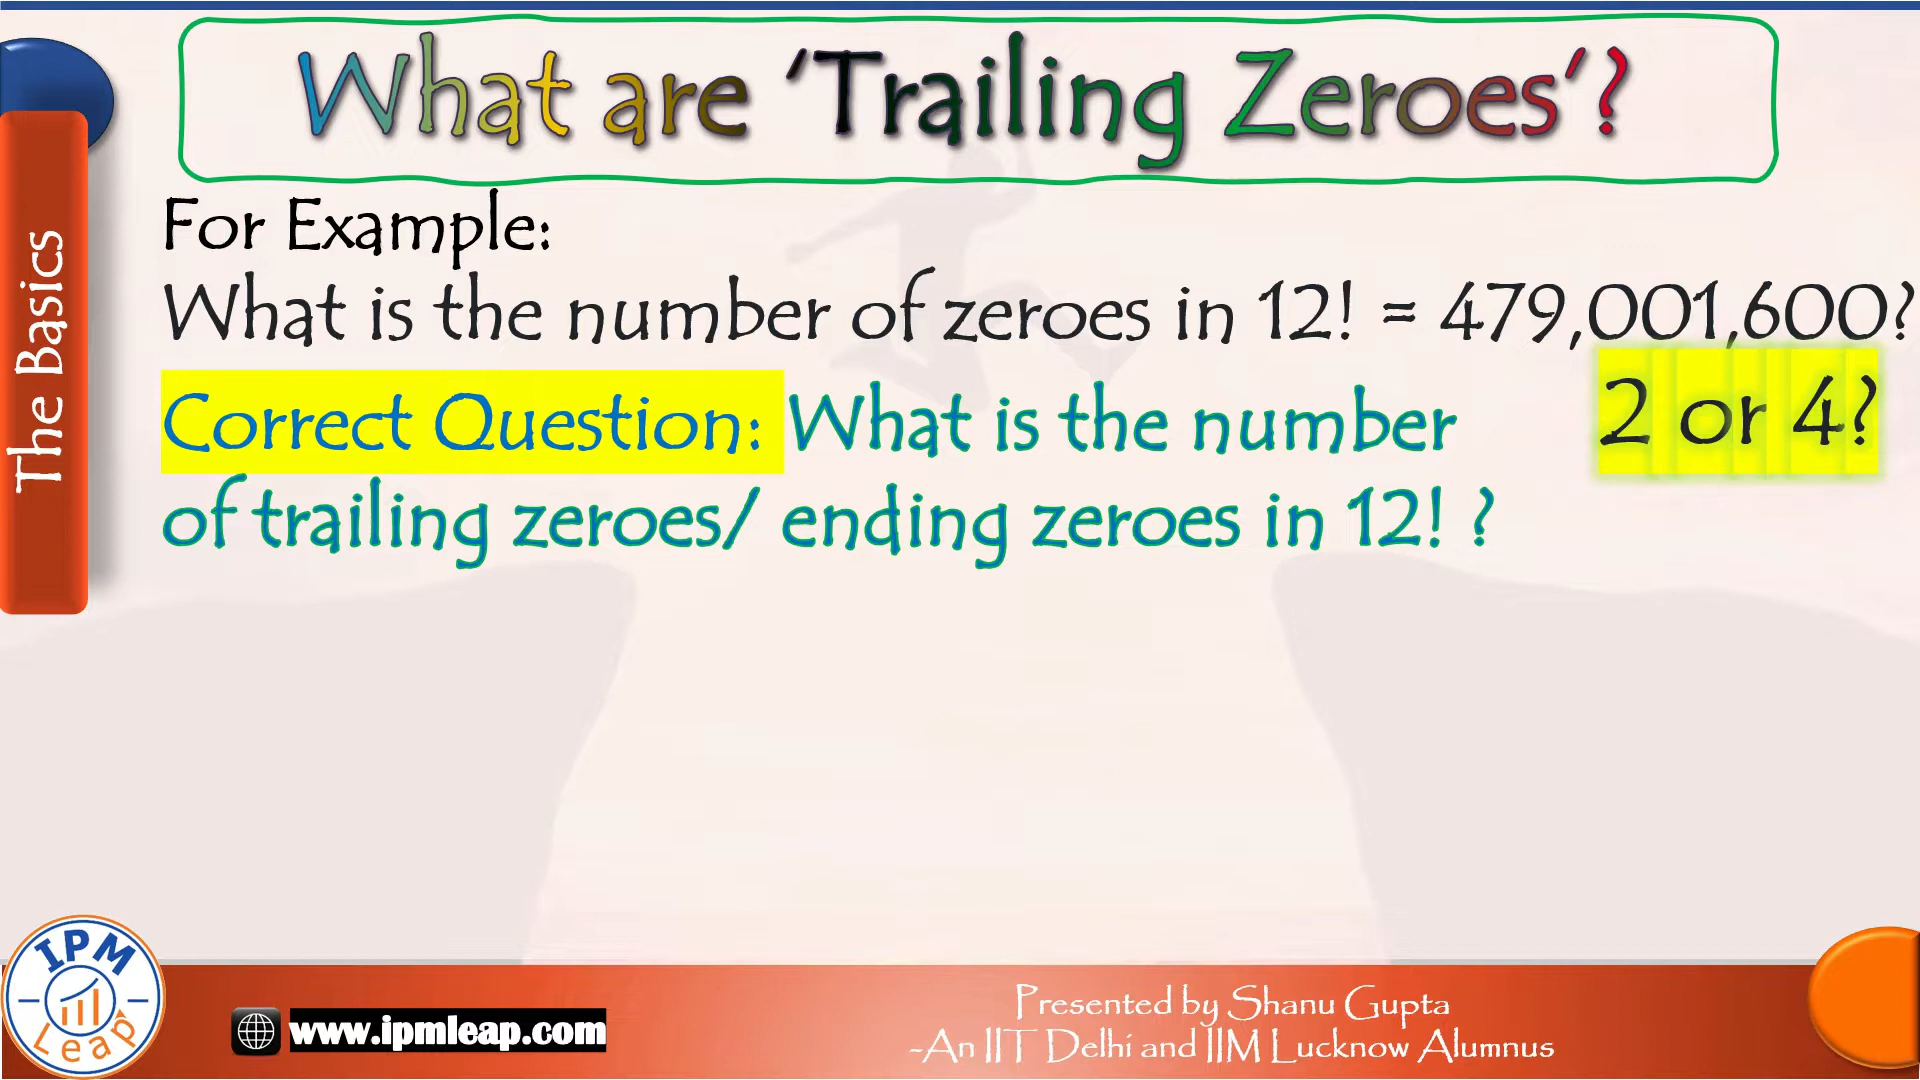 What are ‘Trailing Zeroes’?
The Basics
For Example:
What is the number of zeroes in 12! = 479,001,600?
Correct Question: What is the number
2 or 4?
of trailing zeroes/ ending zeroes in 12! ?
IPM
Leap
www.ipmleap.com
Presented by Shanu Gupta
-An IIT Delhi and IIM Lucknow Alumnus